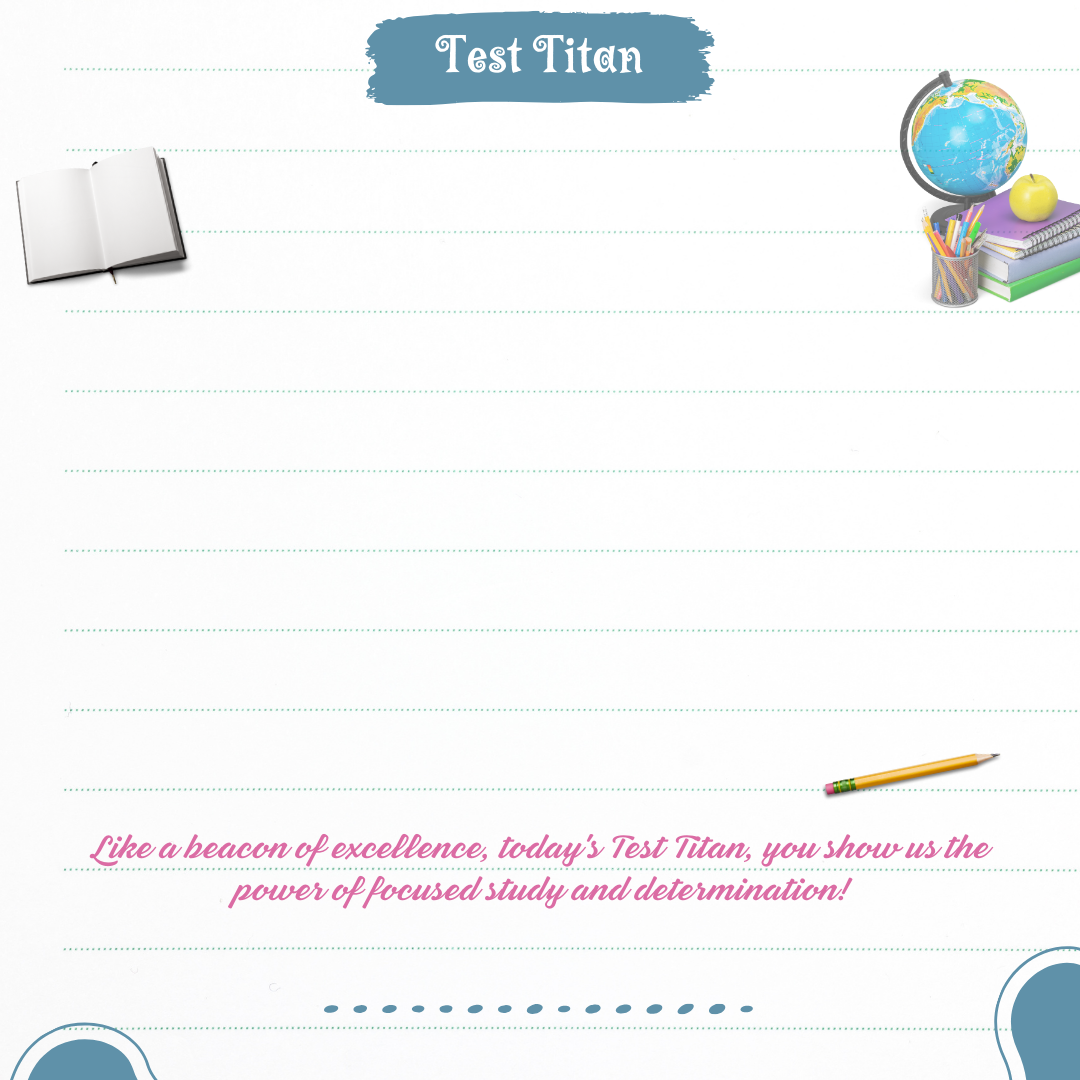 Test Titan
Like a beacon of excellence, today's Test Titan, you show us the
power of focused study and determination!